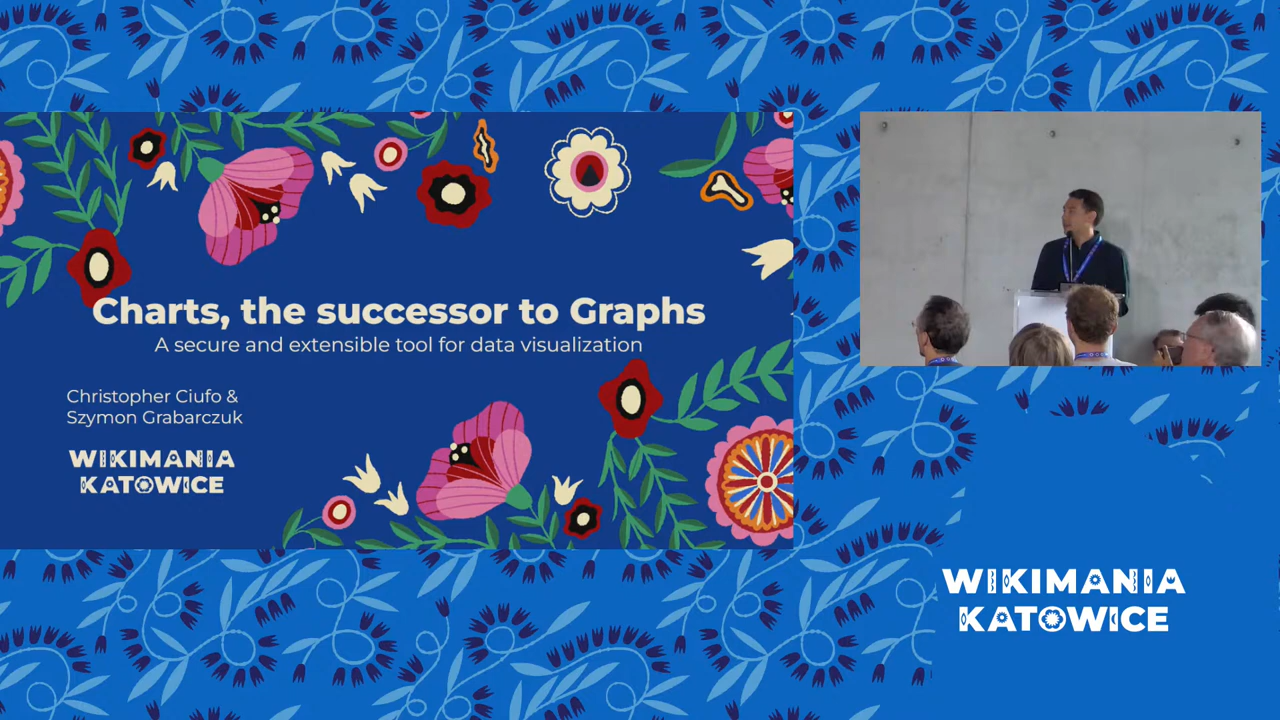 Charts, the successor to Graphs
A secure and extensible tool for data visualization
Christopher Ciufo &
Szymon Grabarczuk
WIKIMANIA
KATOWICE
WIKIMANIA
KATOWICE